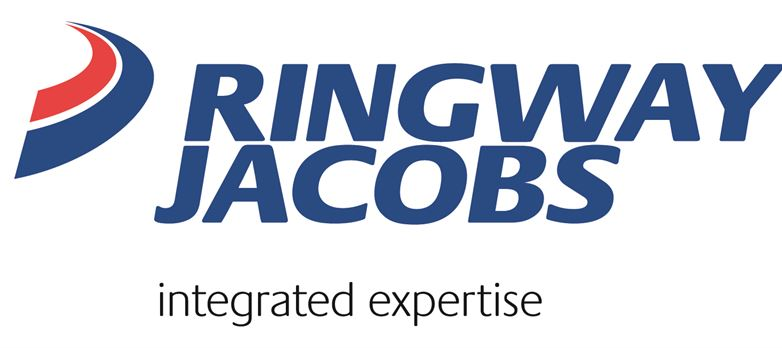 RINGWAY
JACOBS
integrated expertise